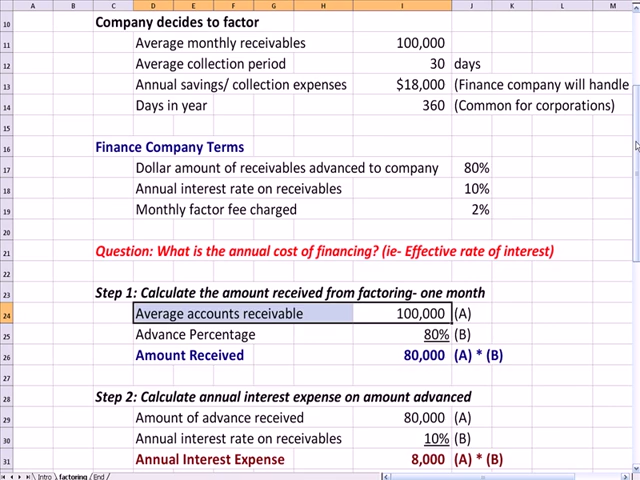 A B C D E F G H I J K L M
10 Company decides to factor
11 Average monthly receivables 100,000
12 Average collection period 30 days
13 Annual savings/ collection expenses $18,000 (Finance company will handle
14 Days in year 360 (Common for corporations)
15
16 Finance Company Terms
17 Dollar amount of receivables advanced to company 80%
18 Annual interest rate on receivables 10%
19 Monthly factor fee charged 2%
20
21 Question: What is the annual cost of financing? (ie- Effective rate of interest)
22
23 Step 1: Calculate the amount received from factoring- one month
24 Average accounts receivable 100,000 (A)
25 Advance Percentage 80% (B)
26 Amount Received 80,000 (A) * (B)
27
28 Step 2: Calculate annual interest expense on amount advanced
29 Amount of advance received 80,000 (A)
30 Annual interest rate on receivables 10% (B)
31 Annual Interest Expense 8,000 (A) * (B)
Intro factoring End